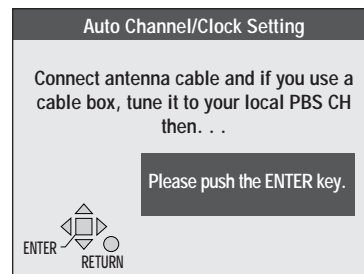 Auto Channel/Clock Setting
Connect antenna cable and if you use a
cable box, tune it to your local PBS CH
then. . .
Please push the ENTER key.
ENTER
RETURN